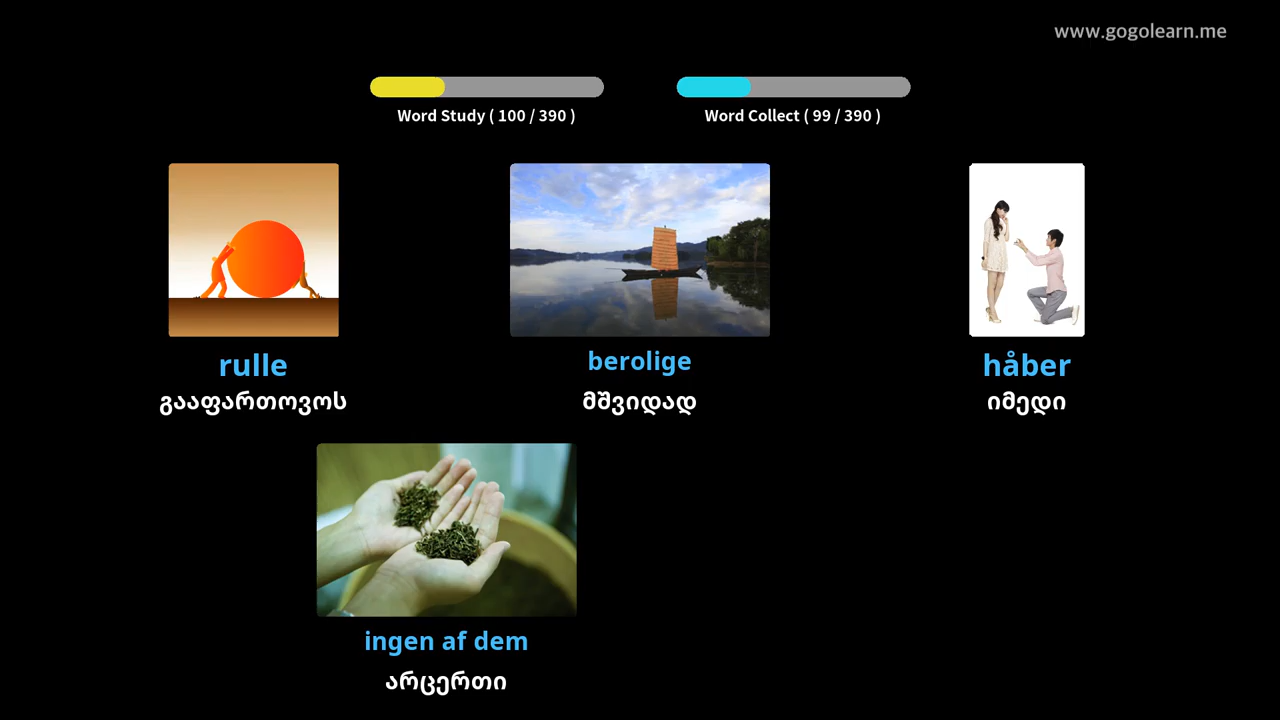 www.gogolearn.me
Word Study ( 100 / 390 )
Word Collect ( 99 / 390 )
rulle
გააფართოვოს
berolige
მშვიდად
håber
იმედი
ingen af dem
არცერთი